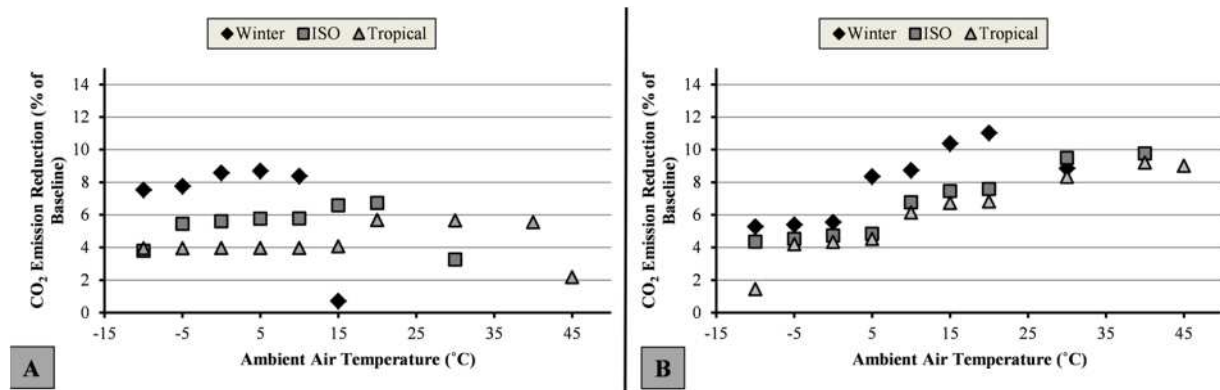 Winter ISO Tropical
CO2 Emission Reduction (% of
Baseline)
14
12
10
8
6
4
2
0
-15 -5 5 15 25 35 45
Ambient Air Temperature (˚C)
A
Winter ISO Tropical
CO2 Emission Reduction (% of
Baseline)
14
12
10
8
6
4
2
0
-15 -5 5 15 25 35 45
Ambient Air Temperature (˚C)
B